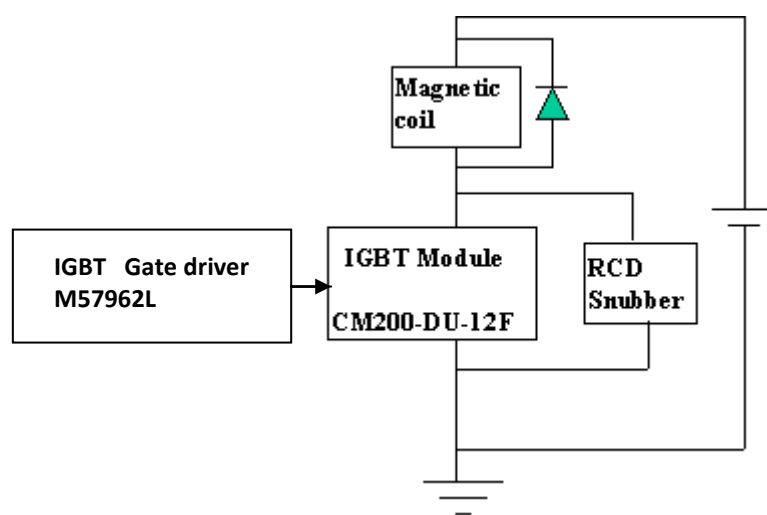 Magnetic
coil
IGBT Gate driver
M57962L
IGBT Module
CM200-DU-12F
RCD
Snubber